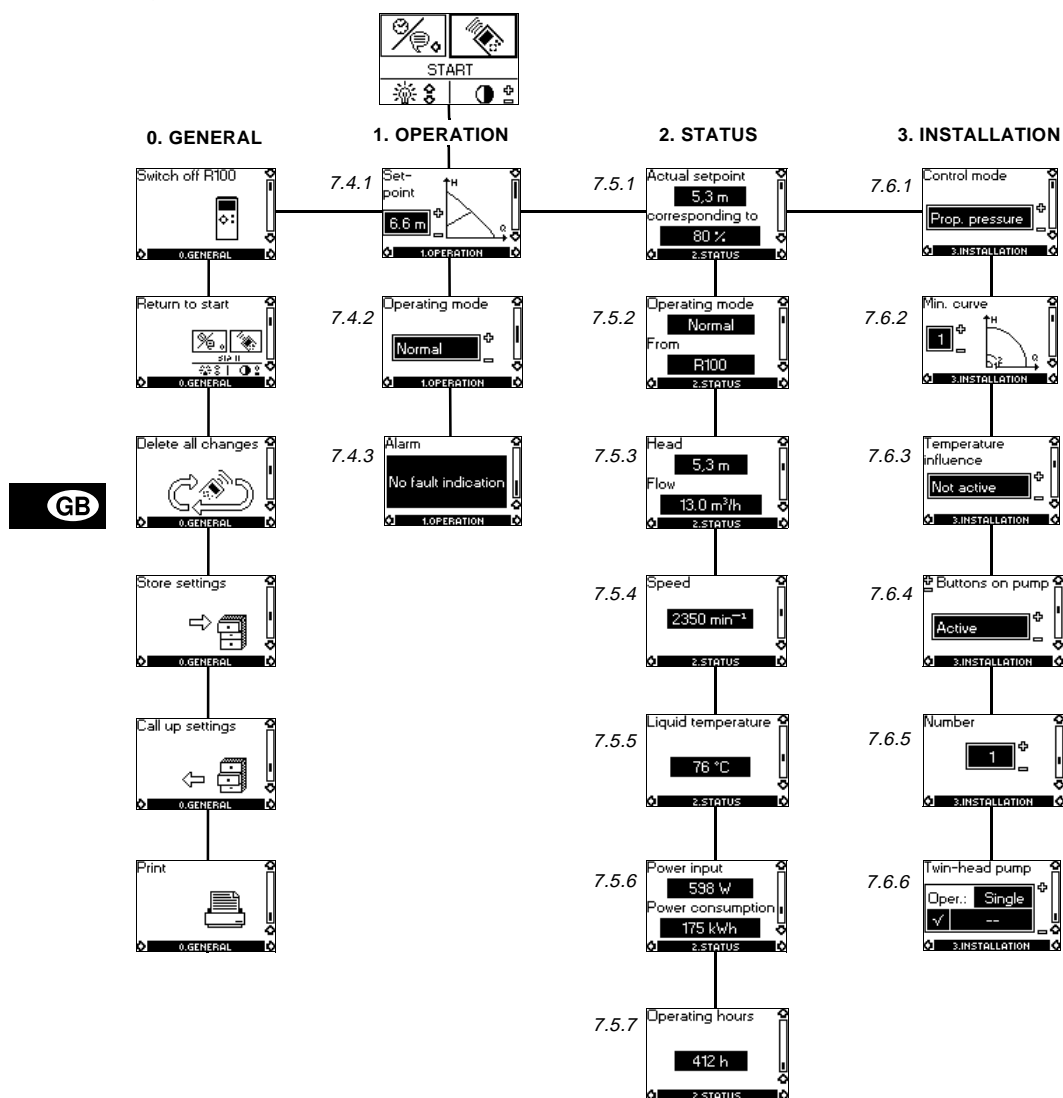 START
0. GENERAL
1. OPERATION
2. STATUS
3. INSTALLATION
Switch off R100
0.GENERAL
7.4.1
Set-
point
H
6.6 m
Q
1.OPERATION
7.5.1
Actual setpoint
5,3 m
corresponding to
80 %
2.STATUS
7.6.1
Control mode
Prop. pressure
3.INSTALLATION
Return to start
START
0.GENERAL
7.4.2
Operating mode
Normal
1.OPERATION
7.5.2
Operating mode
Normal
From
R100
2.STATUS
7.6.2
Min. curve
H
1
2
1
Q
3.INSTALLATION
Delete all changes
0.GENERAL
7.4.3
Alarm
No fault indication
1.OPERATION
7.5.3
Head
5,3 m
Flow
13.0 m³/h
2.STATUS
7.6.3
Temperature
influence
Not active
3.INSTALLATION
GB
Store settings
0.GENERAL
7.5.4
Speed
2350 min⁻¹
2.STATUS
7.6.4
Buttons on pump
Active
3.INSTALLATION
Call up settings
0.GENERAL
7.5.5
Liquid temperature
76 °C
2.STATUS
7.6.5
Number
1
3.INSTALLATION
Print
0.GENERAL
7.5.6
Power input
598 W
Power consumption
175 kWh
2.STATUS
7.6.6
Twin-head pump
Oper.: Single
√ --
3.INSTALLATION
7.5.7
Operating hours
412 h
2.STATUS